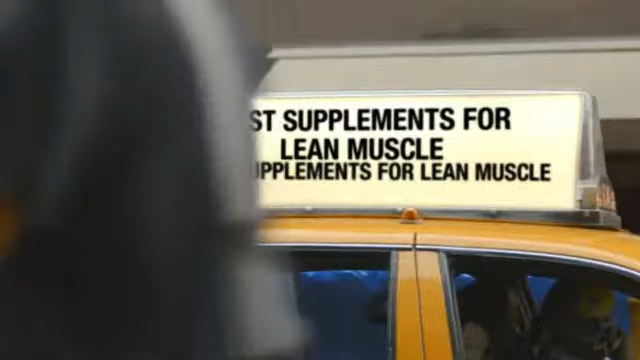 ST SUPPLEMENTS FOR
LEAN MUSCLE
UPPLEMENTS FOR LEAN MUSCLE